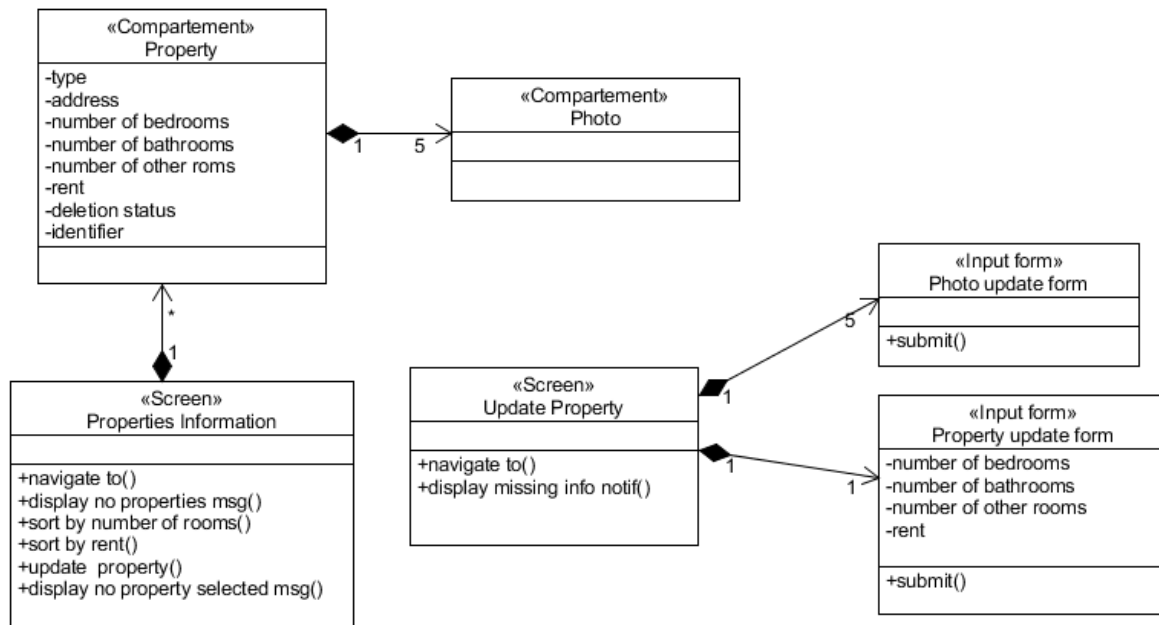 «Compartement»
Property
-type
-address
-number of bedrooms
-number of bathrooms
-number of other roms
-rent
-deletion status
-identifier
1
5
«Compartement»
Photo
*
1
«Screen»
Properties Information
+navigate to()
+display no properties msg()
+sort by number of rooms()
+sort by rent()
+update property()
+display no property selected msg()
«Screen»
Update Property
+navigate to()
+display missing info notif()
1
5
1
1
«Input form»
Photo update form
+submit()
«Input form»
Property update form
-number of bedrooms
-number of bathrooms
-number of other rooms
-rent
+submit()